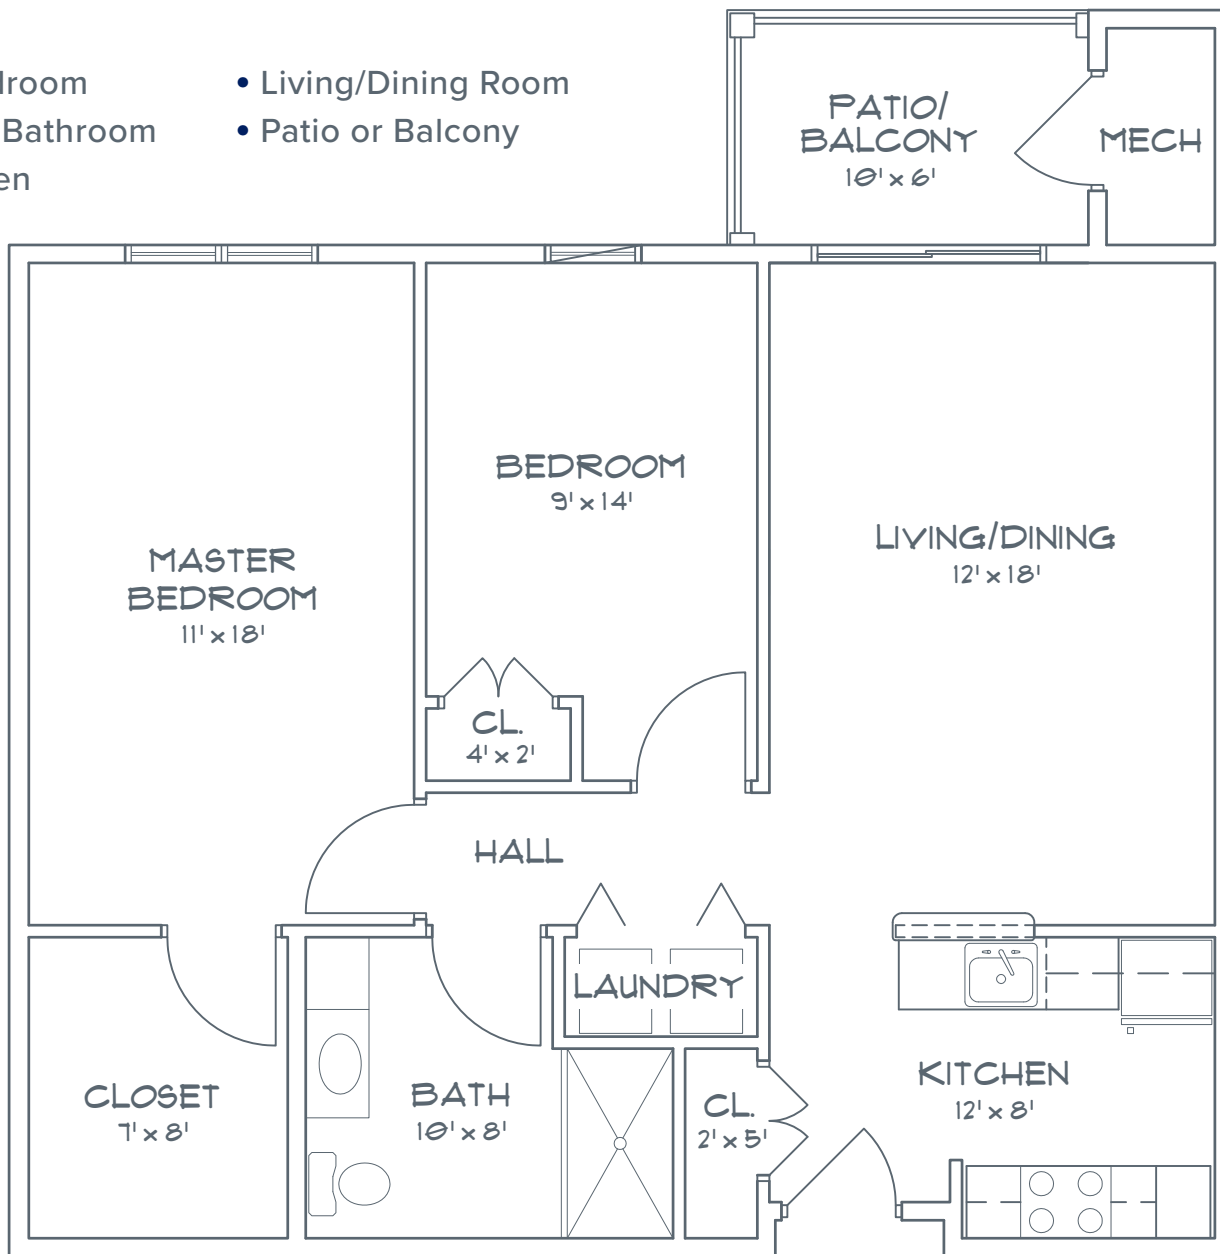 droom
• Living/Dining Room
Bathroom
• Patio or Balcony
en
PATIO/
BALCONY
10' x 6'
MECH
BEDROOM
9' x 14'
LIVING/DINING
12' x 18'
MASTER
BEDROOM
11' x 18'
CL.
4' x 2'
HALL
LAUNDRY
KITCHEN
12' x 8'
CLOSET
7' x 8'
BATH
10' x 8'
CL.
2' x 5'